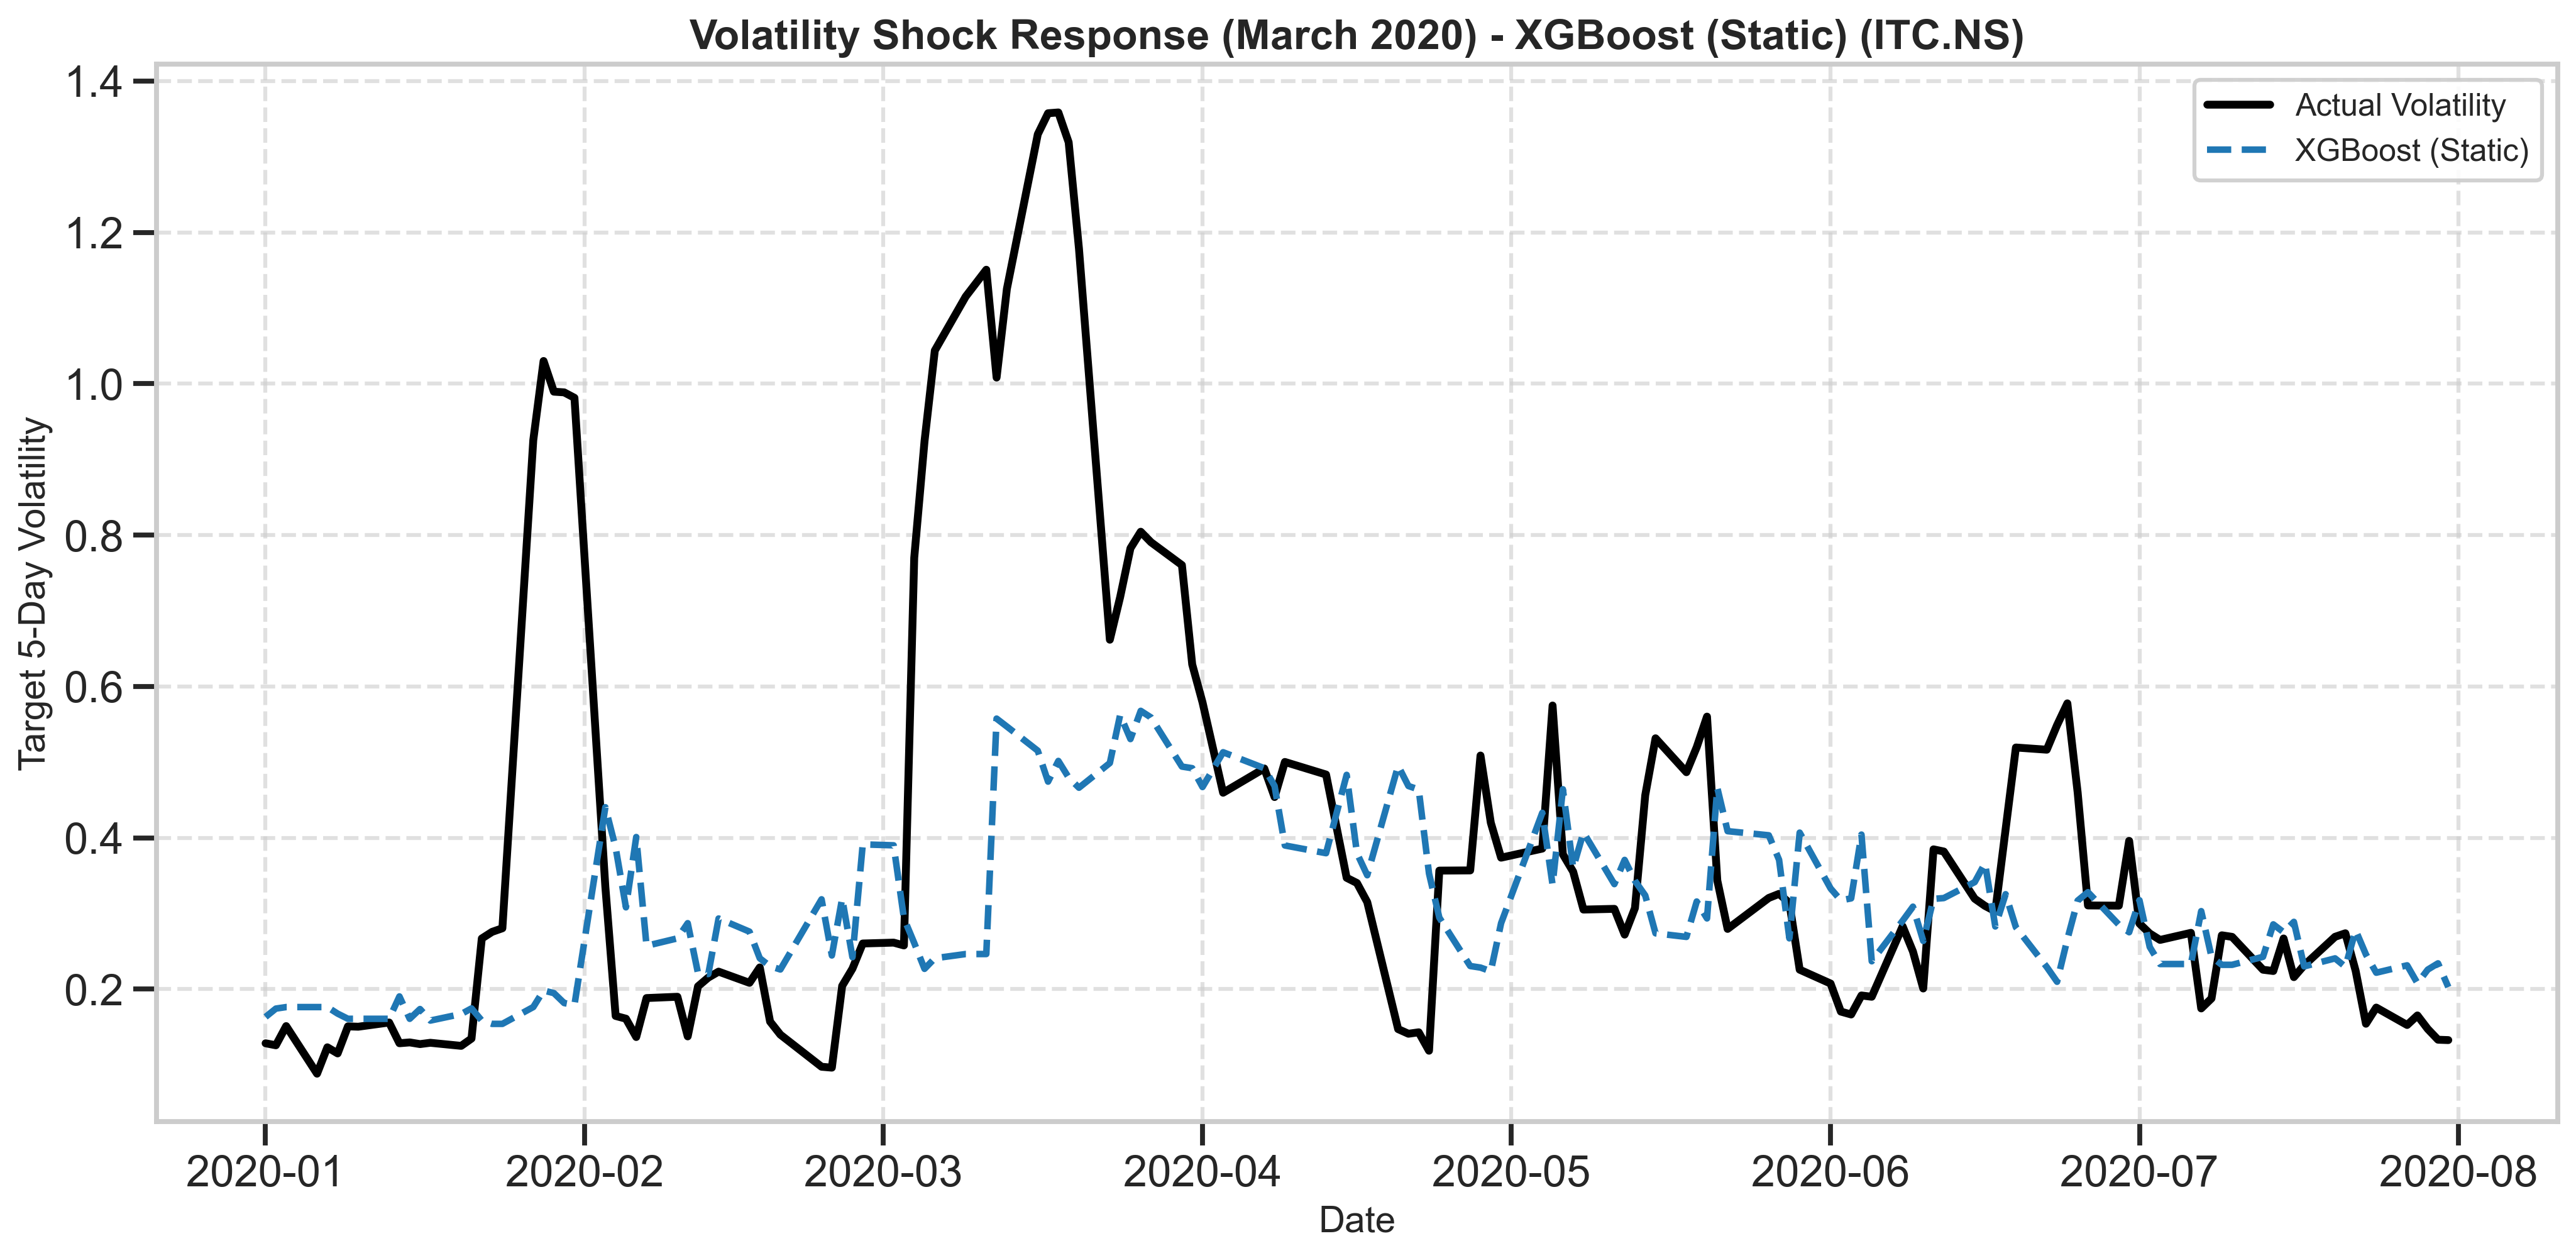 Volatility Shock Response (March 2020) - XGBoost (Static) (ITC.NS)
Actual Volatility
XGBoost (Static)
Target 5-Day Volatility
1.4
1.2
1.0
0.8
0.6
0.4
0.2
2020-01 2020-02 2020-03 2020-04 2020-05 2020-06 2020-07 2020-08
Date